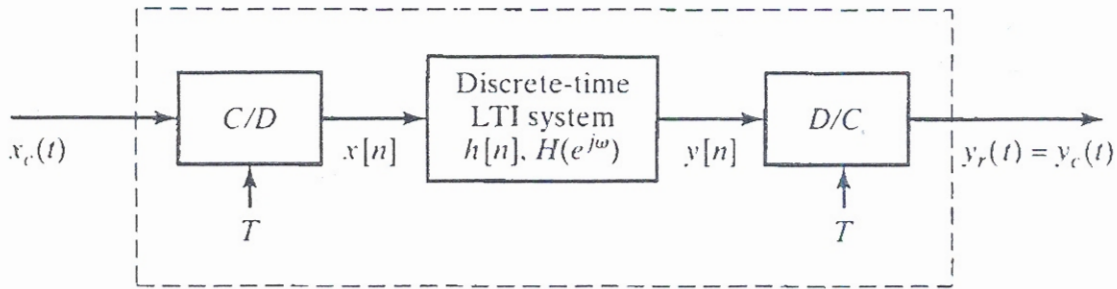 x_c(t)
C/D
T
x[n]
Discrete-time
LTI system
h[n], H(e^{jω})
y[n]
D/C
T
y_r(t) = y_c(t)